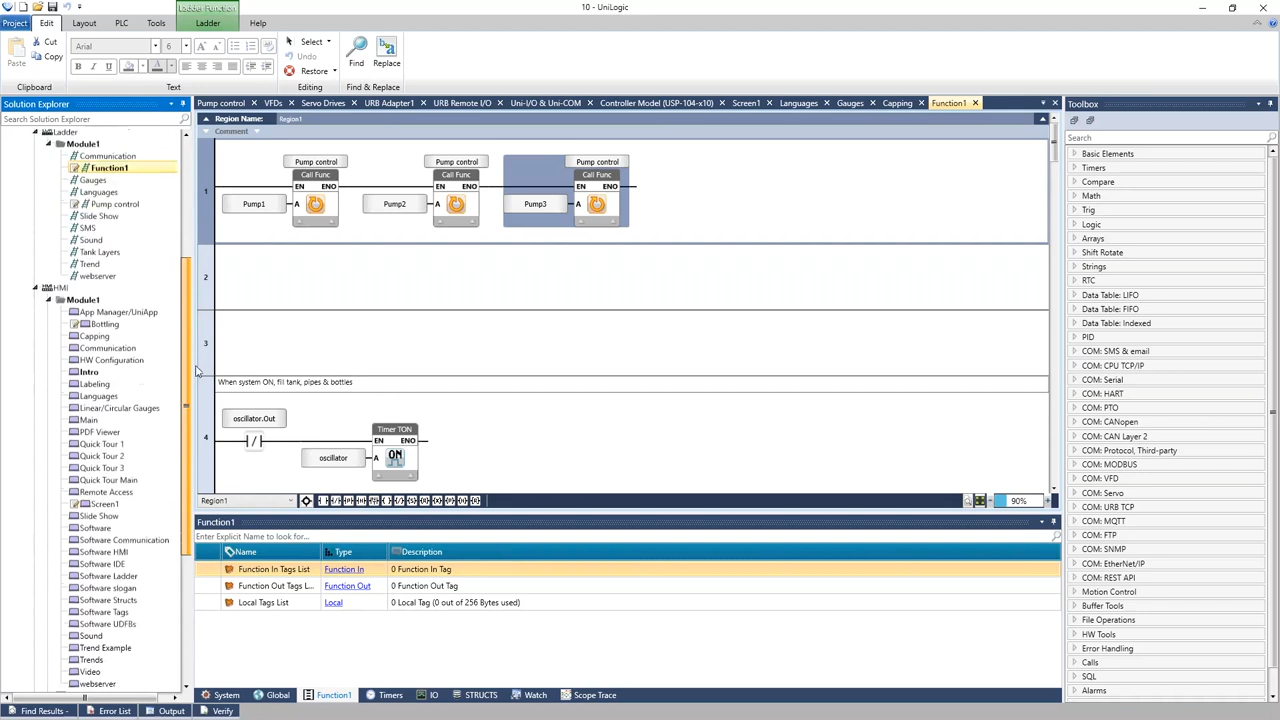 Ladder Function
10 - UniLogic
Project Edit Layout PLC Tools Ladder Help
Paste Cut Copy
Arial 6
B I U A
Select
Undo
Restore
Find Replace
Clipboard Text Editing Find & Replace
Solution Explorer
Search Solution Explorer
Ladder
Module1
Communication
Function1
Gauges
Languages
Pump control
Slide Show
SMS
Sound
Tank Layers
Trend
webserver
HMI
Module1
App Manager/UniApp
Bottling
Capping
Communication
HW Configuration
Intro
Labeling
Languages
Linear/Circular Gauges
Main
PDF Viewer
Quick Tour 1
Quick Tour 2
Quick Tour 3
Quick Tour Main
Remote Access
Screen1
Slide Show
Software
Software Communication
Software HMI
Software IDE
Software Ladder
Software slogan
Software Structs
Software Tags
Software UDFBs
Sound
Trend Example
Trends
Video
webserver
Pump control VFDs Servo Drives URB Adapter1 URB Remote I/O Uni-I/O & Uni-COM Controller Model (USP-104-x10) Screen1 Languages Gauges Capping Function1
Region Name: Region1
Comment
1
Pump control Pump control Pump control
Call Func Call Func Call Func
EN ENO EN ENO EN ENO
Pump1 A Pump2 A Pump3 A
2
3
When system ON, fill tank, pipes & bottles
4
oscillator.Out
Timer TON
EN ENO
oscillator A ON
Region1 90%
Function1
Enter Explicit Name to look for...
Name Type Description
Function In Tags List Function In 0 Function In Tag
Function Out Tags L... Function Out 0 Function Out Tag
Local Tags List Local 0 Local Tag (0 out of 256 Bytes used)
System Global Function1 Timers IO STRUCTS Watch Scope Trace
Toolbox
Search
Basic Elements
Timers
Compare
Math
Trig
Logic
Arrays
Shift Rotate
Strings
RTC
Data Table: LIFO
Data Table: FIFO
Data Table: Indexed
PID
COM: SMS & email
COM: CPU TCP/IP
COM: Serial
COM: HART
COM: PTO
COM: CANopen
COM: CAN Layer 2
COM: Protocol, Third-party
COM: MODBUS
COM: VFD
COM: Servo
COM: URB TCP
COM: MQTT
COM: FTP
COM: SNMP
COM: EtherNet/IP
COM: REST API
Motion Control
Buffer Tools
File Operations
HW Tools
Error Handling
Calls
SQL
Alarms
Find Results - Error List Output Verify